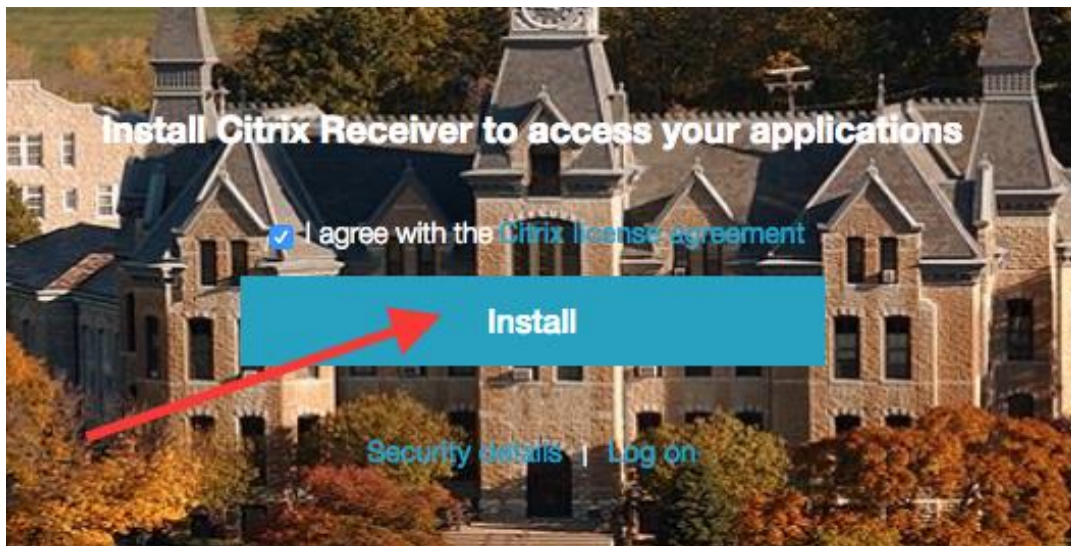 Install Citrix Receiver to access your applications
I agree with the Citrix license agreement
Install
Security details | Log on